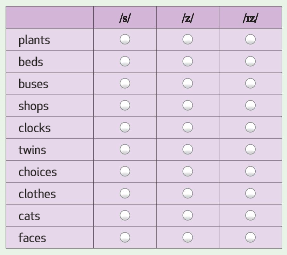 /s/ /z/ /ɪz/
plants
beds
buses
shops
clocks
twins
choices
clothes
cats
faces